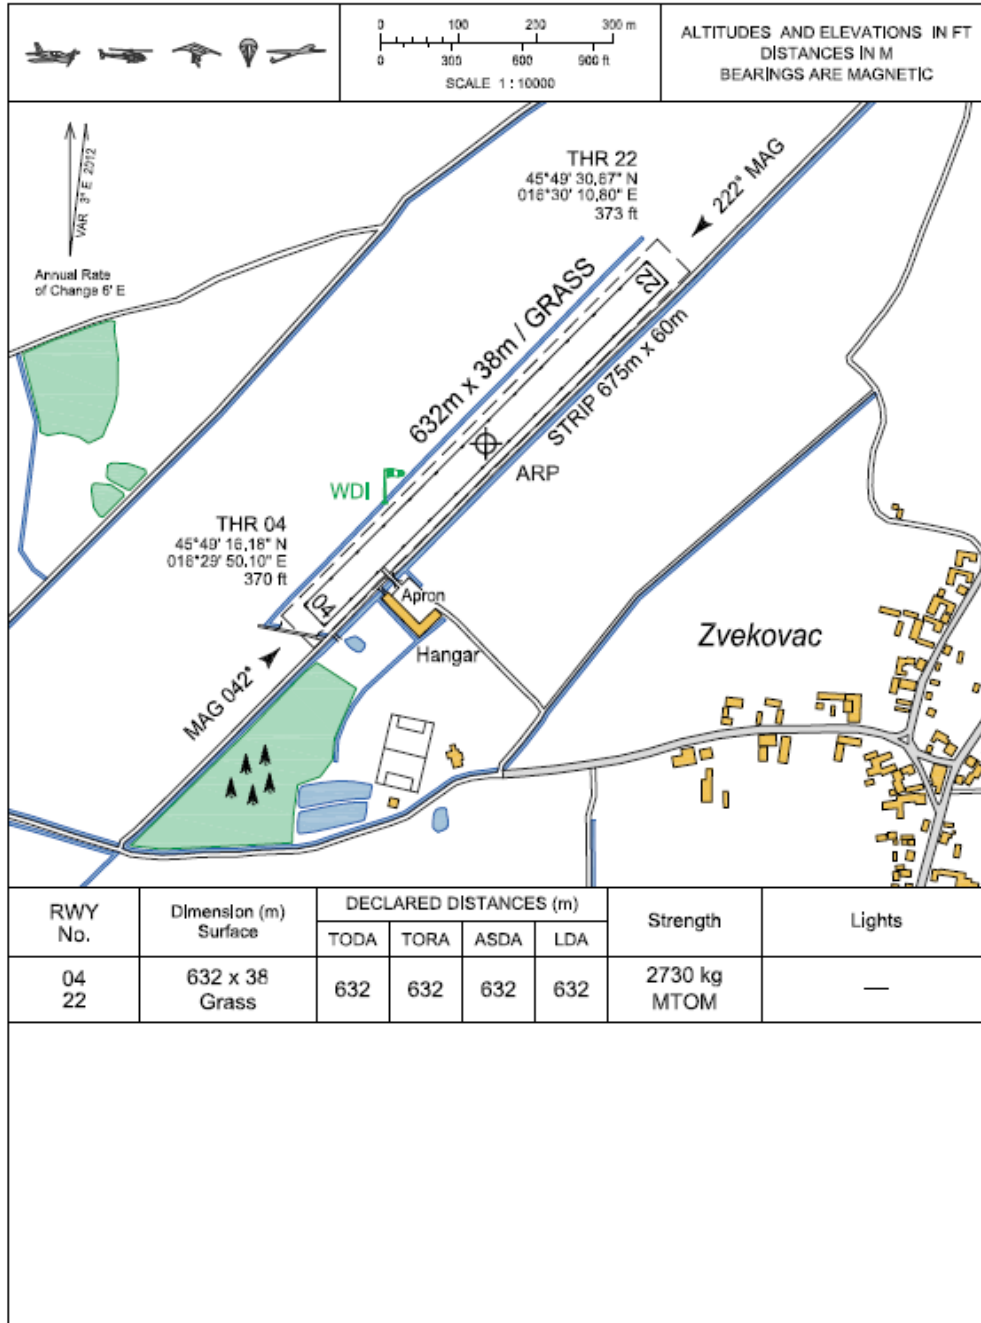 0 100 200 300 m
0 300 600 900 ft
SCALE 1 : 10000
ALTITUDES AND ELEVATIONS IN FT
DISTANCES IN M
BEARINGS ARE MAGNETIC
VAR 3° E 2012
Annual Rate
of Change 6' E
THR 22
45°49' 30,67" N
016°30' 10,80" E
373 ft
222° MAG
22
632m x 38m / GRASS
STRIP 675m x 60m
ARP
WDI
THR 04
45°49' 16,18" N
016°29' 50,10" E
370 ft
04
Apron
Hangar
MAG 042°
Zvekovac
RWY
No.
Dimension (m)
Surface
DECLARED DISTANCES (m)
TODA TORA ASDA LDA
Strength
Lights
04
22
632 x 38
Grass
632 632 632 632
2730 kg
MTOM
—